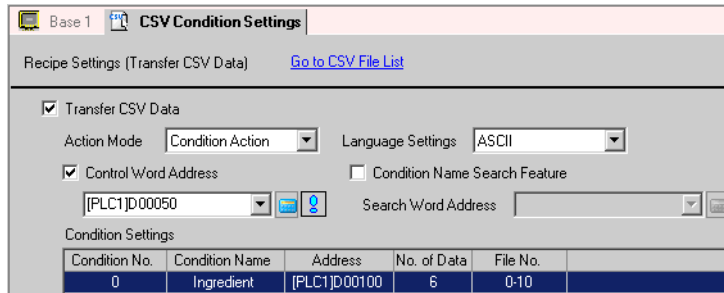 Base 1 CSV Condition Settings
Recipe Settings (Transfer CSV Data) Go to CSV File List
Transfer CSV Data
Action Mode Condition Action Language Settings ASCII
Control Word Address Condition Name Search Feature
[PLC1]D00050 Search Word Address
Condition Settings
Condition No. Condition Name Address No. of Data File No.
0 Ingredient [PLC1]D00100 6 0-10